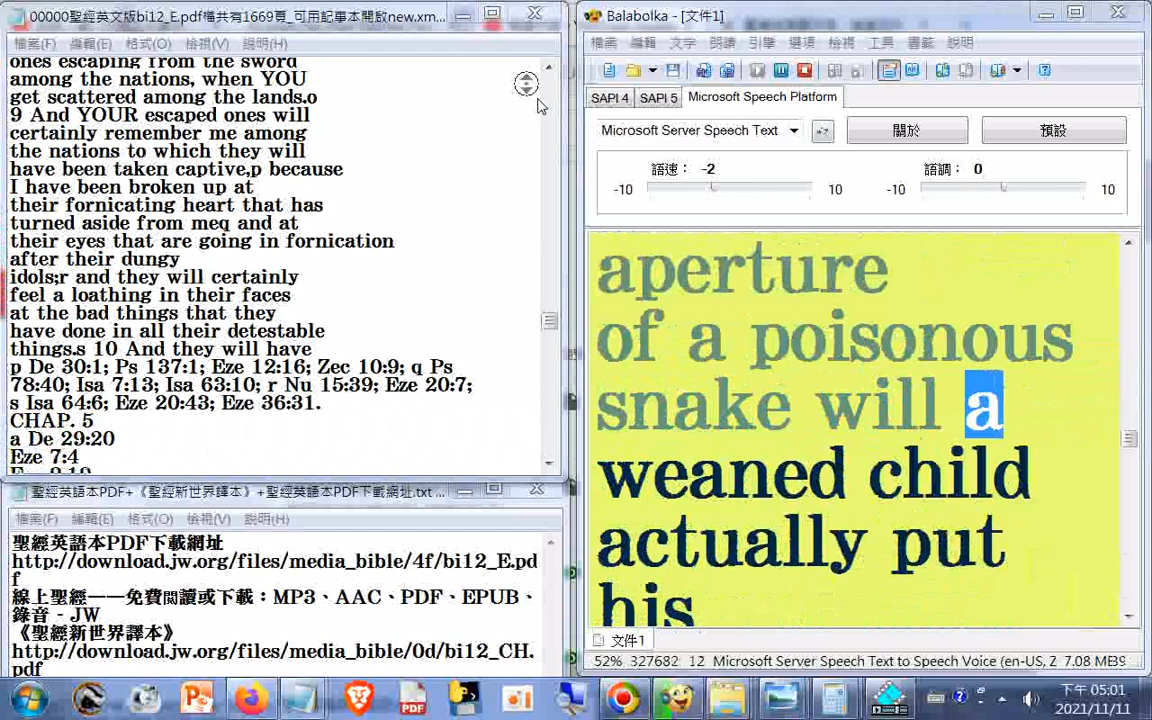 00000聖經英文版bi12_E.pdf檔共有1669頁_可用記事本開啟new.xm...
檔案(F) 編輯(E) 格式(O) 檢視(V) 說明(H)
ones escaping from the sword
among the nations, when YOU
get scattered among the lands.o
9 And YOUR escaped ones will
certainly remember me among
the nations to which they will
have been taken captive,p because
I have been broken up at
their fornicating heart that has
turned aside from meq and at
their eyes that are going in fornication
after their dungy
idols;r and they will certainly
feel a loathing in their faces
at the bad things that they
have done in all their detestable
things.s 10 And they will have
p De 30:1; Ps 137:1; Eze 12:16; Zec 10:9; q Ps
78:40; Isa 7:13; Isa 63:10; r Nu 15:39; Eze 20:7;
s Isa 64:6; Eze 20:43; Eze 36:31.
CHAP. 5
a De 29:20
Eze 7:4
聖經英語本PDF+《聖經新世界譯本》+聖經英語本PDF下載網址.txt ...
檔案(F) 編輯(E) 格式(O) 檢視(V) 說明(H)
聖經英語本PDF下載網址
http://download.jw.org/files/media_bible/4f/bi12_E.pd
f
線上聖經——免費閱讀或下載：MP3、AAC、PDF、EPUB、
錄音 - JW
《聖經新世界譯本》
http://download.jw.org/files/media_bible/0d/bi12_CH.
pdf
Balabolka - [文件1]
檔案 編輯 文字 朗讀 引擎 選項 檢視 工具 書籤 說明
SAPI 4 SAPI 5 Microsoft Speech Platform
Microsoft Server Speech Text 關於 預設
語速： -2 語調： 0
-10 10 -10 10
aperture
of a poisonous
snake will a
weaned child
actually put
his
文件1
52% 327682 12 Microsoft Server Speech Text to Speech Voice (en-US, Z 7.08 MB
PDF
下午 05:01
2021/11/11